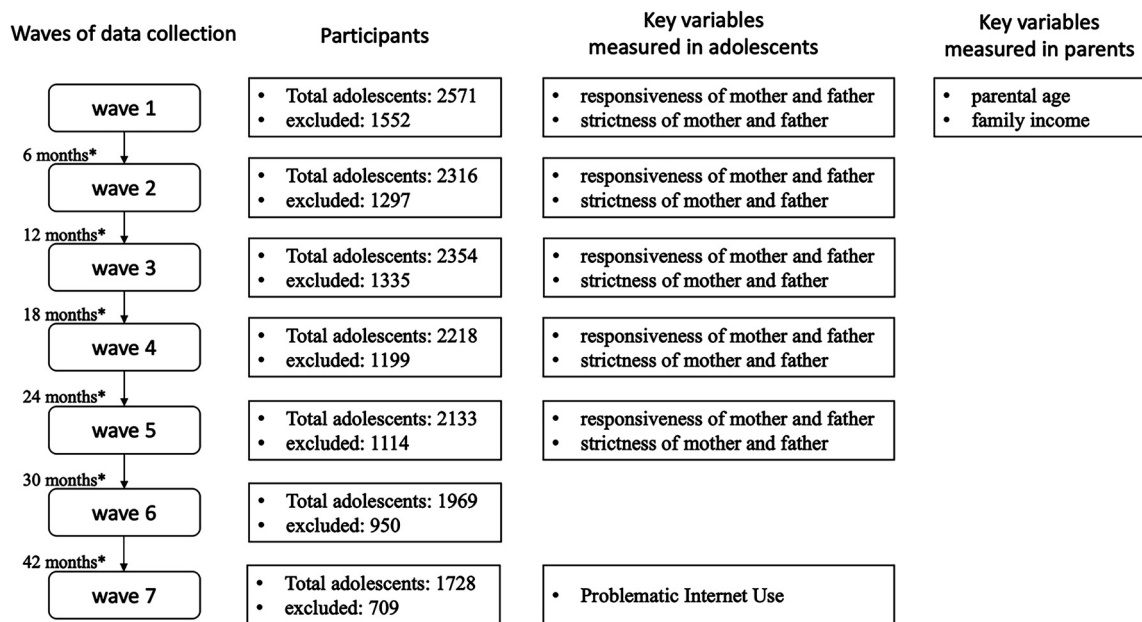 Waves of data collection
Participants
Key variables
measured in adolescents
Key variables
measured in parents
wave 1
• Total adolescents: 2571
• excluded: 1552
• responsiveness of mother and father
• strictness of mother and father
• parental age
• family income
6 months*
wave 2
• Total adolescents: 2316
• excluded: 1297
• responsiveness of mother and father
• strictness of mother and father
12 months*
wave 3
• Total adolescents: 2354
• excluded: 1335
• responsiveness of mother and father
• strictness of mother and father
18 months*
wave 4
• Total adolescents: 2218
• excluded: 1199
• responsiveness of mother and father
• strictness of mother and father
24 months*
wave 5
• Total adolescents: 2133
• excluded: 1114
• responsiveness of mother and father
• strictness of mother and father
30 months*
wave 6
• Total adolescents: 1969
• excluded: 950
42 months*
wave 7
• Total adolescents: 1728
• excluded: 709
• Problematic Internet Use